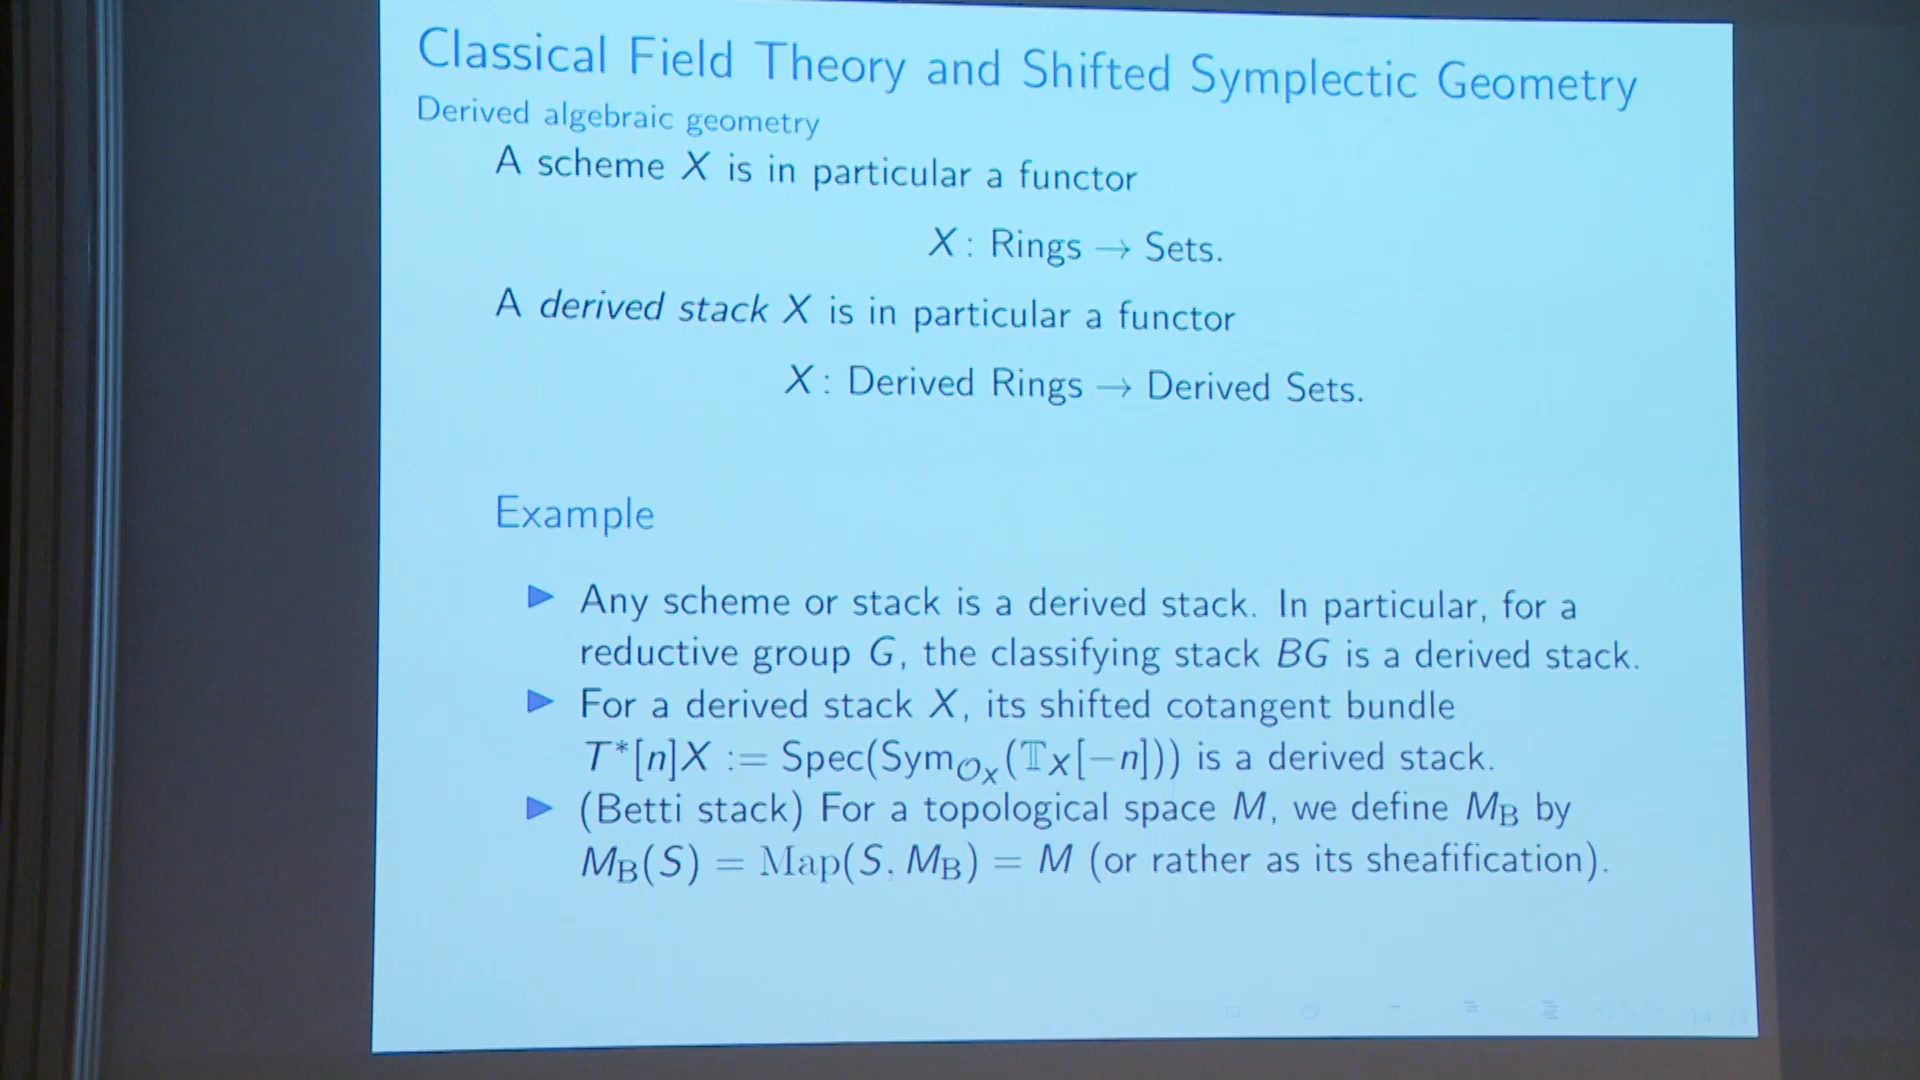 Classical Field Theory and Shifted Symplectic Geometry
Derived algebraic geometry
A scheme X is in particular a functor
X : Rings → Sets.
A derived stack X is in particular a functor
X : Derived Rings → Derived Sets.
Example
▶ Any scheme or stack is a derived stack. In particular, for a
reductive group G, the classifying stack BG is a derived stack.
▶ For a derived stack X, its shifted cotangent bundle
T*[n]X := Spec(Sym_{𝒪_X}(𝕋_X[−n])) is a derived stack.
▶ (Betti stack) For a topological space M, we define M_B by
M_B(S) = Map(S, M_B) = M (or rather as its sheafification).